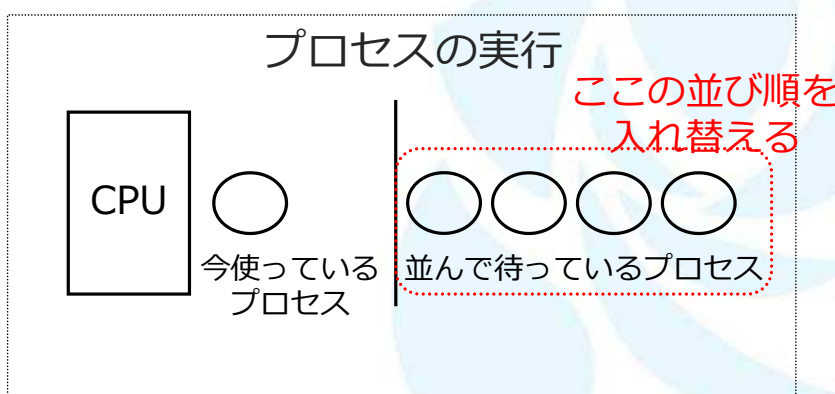 プロセスの実行
ここの並び順を
入れ替える
CPU
今使っている
プロセス
並んで待っているプロセス